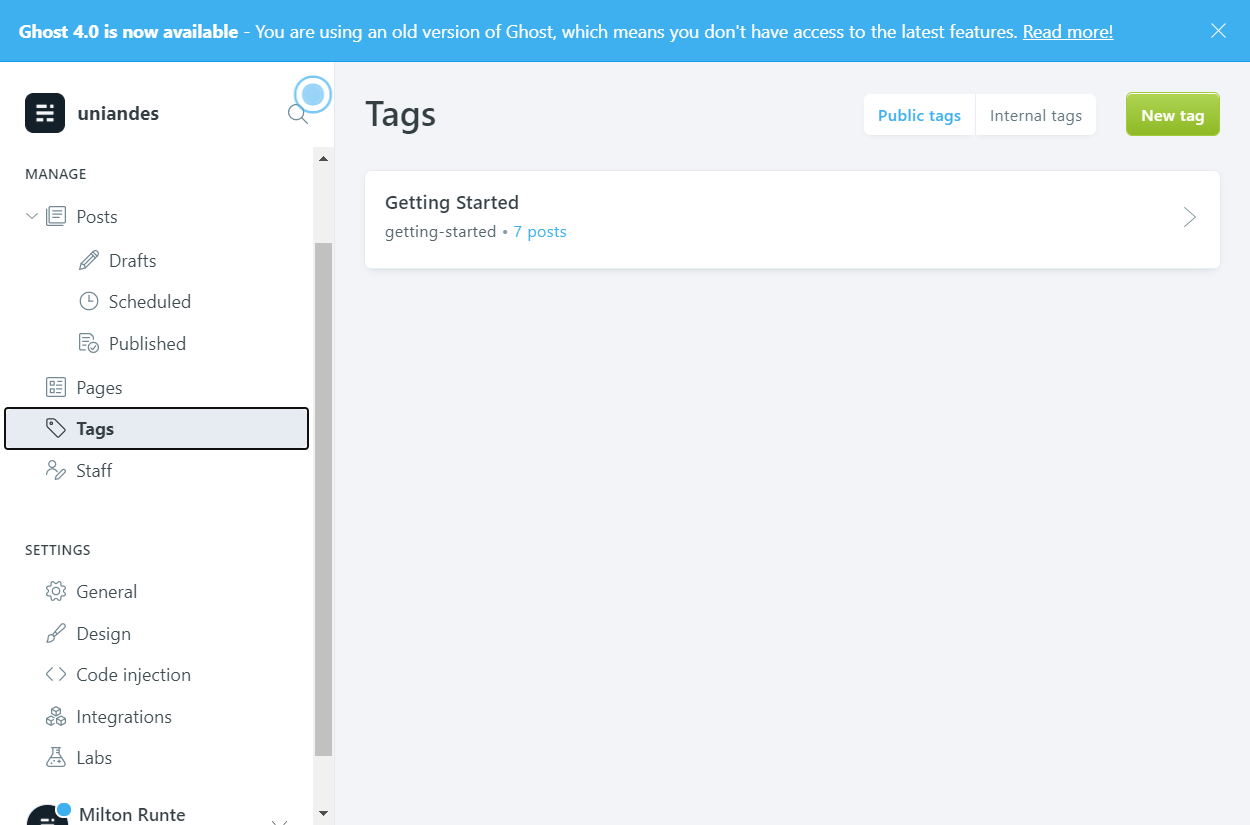 Ghost 4.0 is now available - You are using an old version of Ghost, which means you don't have access to the latest features. Read more!
uniandes
MANAGE
Posts
Drafts
Scheduled
Published
Pages
Tags
Staff
SETTINGS
General
Design
Code injection
Integrations
Labs
Milton Runte
Tags
Public tags
Internal tags
New tag
Getting Started
getting-started • 7 posts